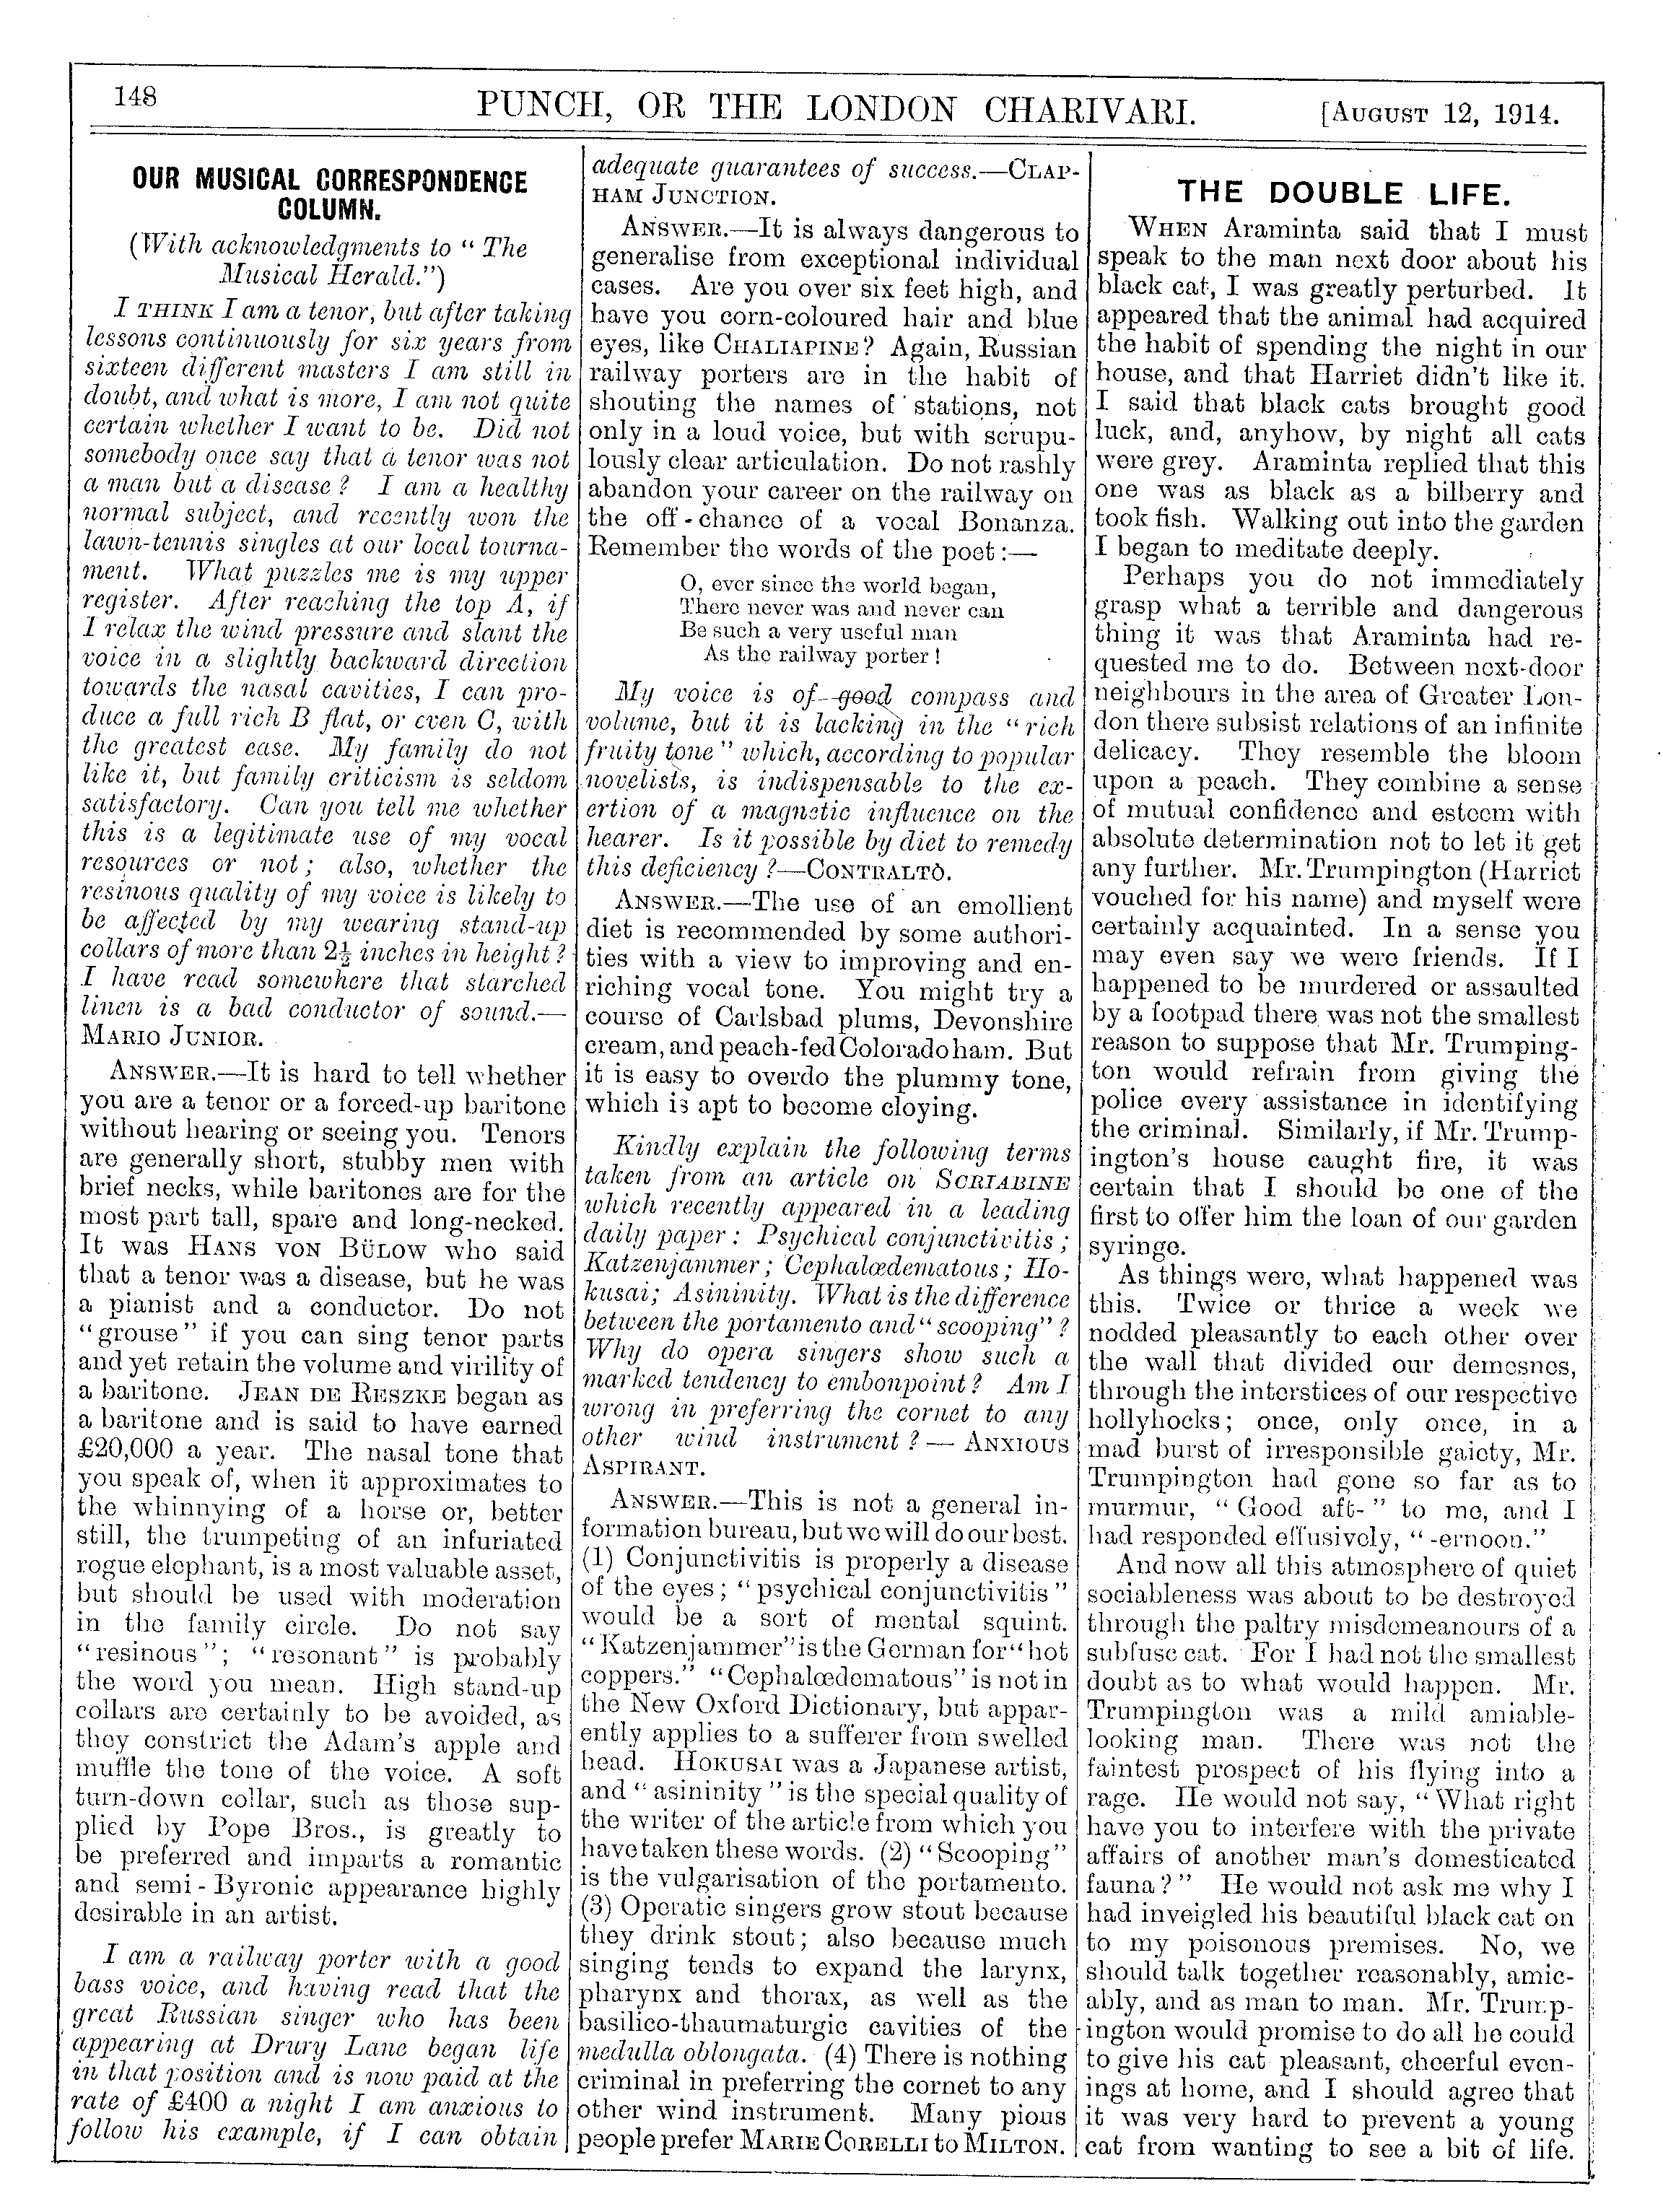 148
PUNCH, OR THE LONDON CHARIVARI.
[AUGUST 12, 1914.
OUR MUSICAL CORRESPONDENCE
COLUMN.
(With acknowledgments to "The
Musical Herald.")
I THINK I am a tenor, but after taking
lessons continuously for six years from
sixteen different masters I am still in
doubt, and what is more, I am not quite
certain whether I want to be. Did not
somebody once say that a tenor was not
a man but a disease? I am a healthy
normal subject, and recently won the
lawn-tennis singles at our local tourna-
ment. What puzzles me is my upper
register. After reaching the top A, if
I relax the wind pressure and slant the
voice in a slightly backward direction
towards the nasal cavities, I can pro-
duce a full rich B flat, or even C, with
the greatest ease. My family do not
like it, but family criticism is seldom
satisfactory. Can you tell me whether
this is a legitimate use of my vocal
resources or not; also, whether the
resinous quality of my voice is likely to
be affected by my wearing stand-up
collars of more than 2½ inches in height?
I have read somewhere that starched
linen is a bad conductor of sound.—
MARIO JUNIOR.
ANSWER.—It is hard to tell whether
you are a tenor or a forced-up baritone
without hearing or seeing you. Tenors
are generally short, stubby men with
brief necks, while baritones are for the
most part tall, spare and long-necked.
It was HANS VON BÜLOW who said
that a tenor was a disease, but he was
a pianist and a conductor. Do not
"grouse" if you can sing tenor parts
and yet retain the volume and virility of
a baritone. JEAN DE RESZKE began as
a baritone and is said to have earned
£20,000 a year. The nasal tone that
you speak of, when it approximates to
the whinnying of a horse or, better
still, the trumpeting of an infuriated
rogue elephant, is a most valuable asset,
but should be used with moderation
in the family circle. Do not say
"resinous"; "resonant" is probably
the word you mean. High stand-up
collars are certainly to be avoided, as
they constrict the Adam's apple and
muffle the tone of the voice. A soft
turn-down collar, such as those sup-
plied by Pope Bros., is greatly to
be preferred and imparts a romantic
and semi-Byronic appearance highly
desirable in an artist.
I am a railway porter with a good
bass voice, and having read that the
great Russian singer who has been
appearing at Drury Lane began life
in that position and is now paid at the
rate of £400 a night I am anxious to
follow his example, if I can obtain
adequate guarantees of success.—CLAP-
HAM JUNCTION.
ANSWER.—It is always dangerous to
generalise from exceptional individual
cases. Are you over six feet high, and
have you corn-coloured hair and blue
eyes, like CHALIAPINE? Again, Russian
railway porters are in the habit of
shouting the names of stations, not
only in a loud voice, but with scrupu-
lously clear articulation. Do not rashly
abandon your career on the railway on
the off-chance of a vocal Bonanza.
Remember the words of the poet:—
O, ever since the world began,
There never was and never can
Be such a very useful man
As the railway porter!
My voice is of good compass and
volume, but it is lacking in the "rich
fruity tone" which, according to popular
novelists, is indispensable to the ex-
ertion of a magnetic influence on the
hearer. Is it possible by diet to remedy
this deficiency?—CONTRALTO.
ANSWER.—The use of an emollient
diet is recommended by some authori-
ties with a view to improving and en-
riching vocal tone. You might try a
course of Carlsbad plums, Devonshire
cream, and peach-fed Colorado ham. But
it is easy to overdo the plummy tone,
which is apt to become cloying.
Kindly explain the following terms
taken from an article on SCRIABINE
which recently appeared in a leading
daily paper: Psychical conjunctivitis;
Katzenjammer; Cephalœdematous; Ho-
kusai; Asininity. What is the difference
between the portamento and "scooping"?
Why do opera singers show such a
marked tendency to embonpoint? Am I
wrong in preferring the cornet to any
other wind instrument?—ANXIOUS
ASPIRANT.
ANSWER.—This is not a general in-
formation bureau, but we will do our best.
(1) Conjunctivitis is properly a disease
of the eyes; "psychical conjunctivitis"
would be a sort of mental squint.
"Katzenjammer" is the German for "hot
coppers." "Cephalœdematous" is not in
the New Oxford Dictionary, but appar-
ently applies to a sufferer from swelled
head. HOKUSAI was a Japanese artist,
and "asininity" is the special quality of
the writer of the article from which you
have taken these words. (2) "Scooping"
is the vulgarisation of the portamento.
(3) Operatic singers grow stout because
they drink stout; also because much
singing tends to expand the larynx,
pharynx and thorax, as well as the
basilico-thaumaturgic cavities of the
medulla oblongata. (4) There is nothing
criminal in preferring the cornet to any
other wind instrument. Many pious
people prefer MARIE CORELLI to MILTON.
THE DOUBLE LIFE.
WHEN Araminta said that I must
speak to the man next door about his
black cat, I was greatly perturbed. It
appeared that the animal had acquired
the habit of spending the night in our
house, and that Harriet didn't like it.
I said that black cats brought good
luck, and, anyhow, by night all cats
were grey. Araminta replied that this
one was as black as a bilberry and
took fish. Walking out into the garden
I began to meditate deeply.
Perhaps you do not immediately
grasp what a terrible and dangerous
thing it was that Araminta had re-
quested me to do. Between next-door
neighbours in the area of Greater Lon-
don there subsist relations of an infinite
delicacy. They resemble the bloom
upon a peach. They combine a sense
of mutual confidence and esteem with
absolute determination not to let it get
any further. Mr. Trumpington (Harriet
vouched for his name) and myself were
certainly acquainted. In a sense you
may even say we were friends. If I
happened to be murdered or assaulted
by a footpad there was not the smallest
reason to suppose that Mr. Trumping-
ton would refrain from giving the
police every assistance in identifying
the criminal. Similarly, if Mr. Trump-
ington's house caught fire, it was
certain that I should be one of the
first to offer him the loan of our garden
syringe.
As things were, what happened was
this. Twice or thrice a week we
nodded pleasantly to each other over
the wall that divided our demesnes,
through the interstices of our respective
hollyhocks; once, only once, in a
mad burst of irresponsible gaiety, Mr.
Trumpington had gone so far as to
murmur, "Good aft-" to me, and I
had responded effusively, "-ernoon."
And now all this atmosphere of quiet
sociableness was about to be destroyed
through the paltry misdemeanours of a
subfusc cat. For I had not the smallest
doubt as to what would happen. Mr.
Trumpington was a mild amiable-
looking man. There was not the
faintest prospect of his flying into a
rage. He would not say, "What right
have you to interfere with the private
affairs of another man's domesticated
fauna?" He would not ask me why I
had inveigled his beautiful black cat on
to my poisonous premises. No, we
should talk together reasonably, amic-
ably, and as man to man. Mr. Trump-
ington would promise to do all he could
to give his cat pleasant, cheerful even-
ings at home, and I should agree that
it was very hard to prevent a young
cat from wanting to see a bit of life.